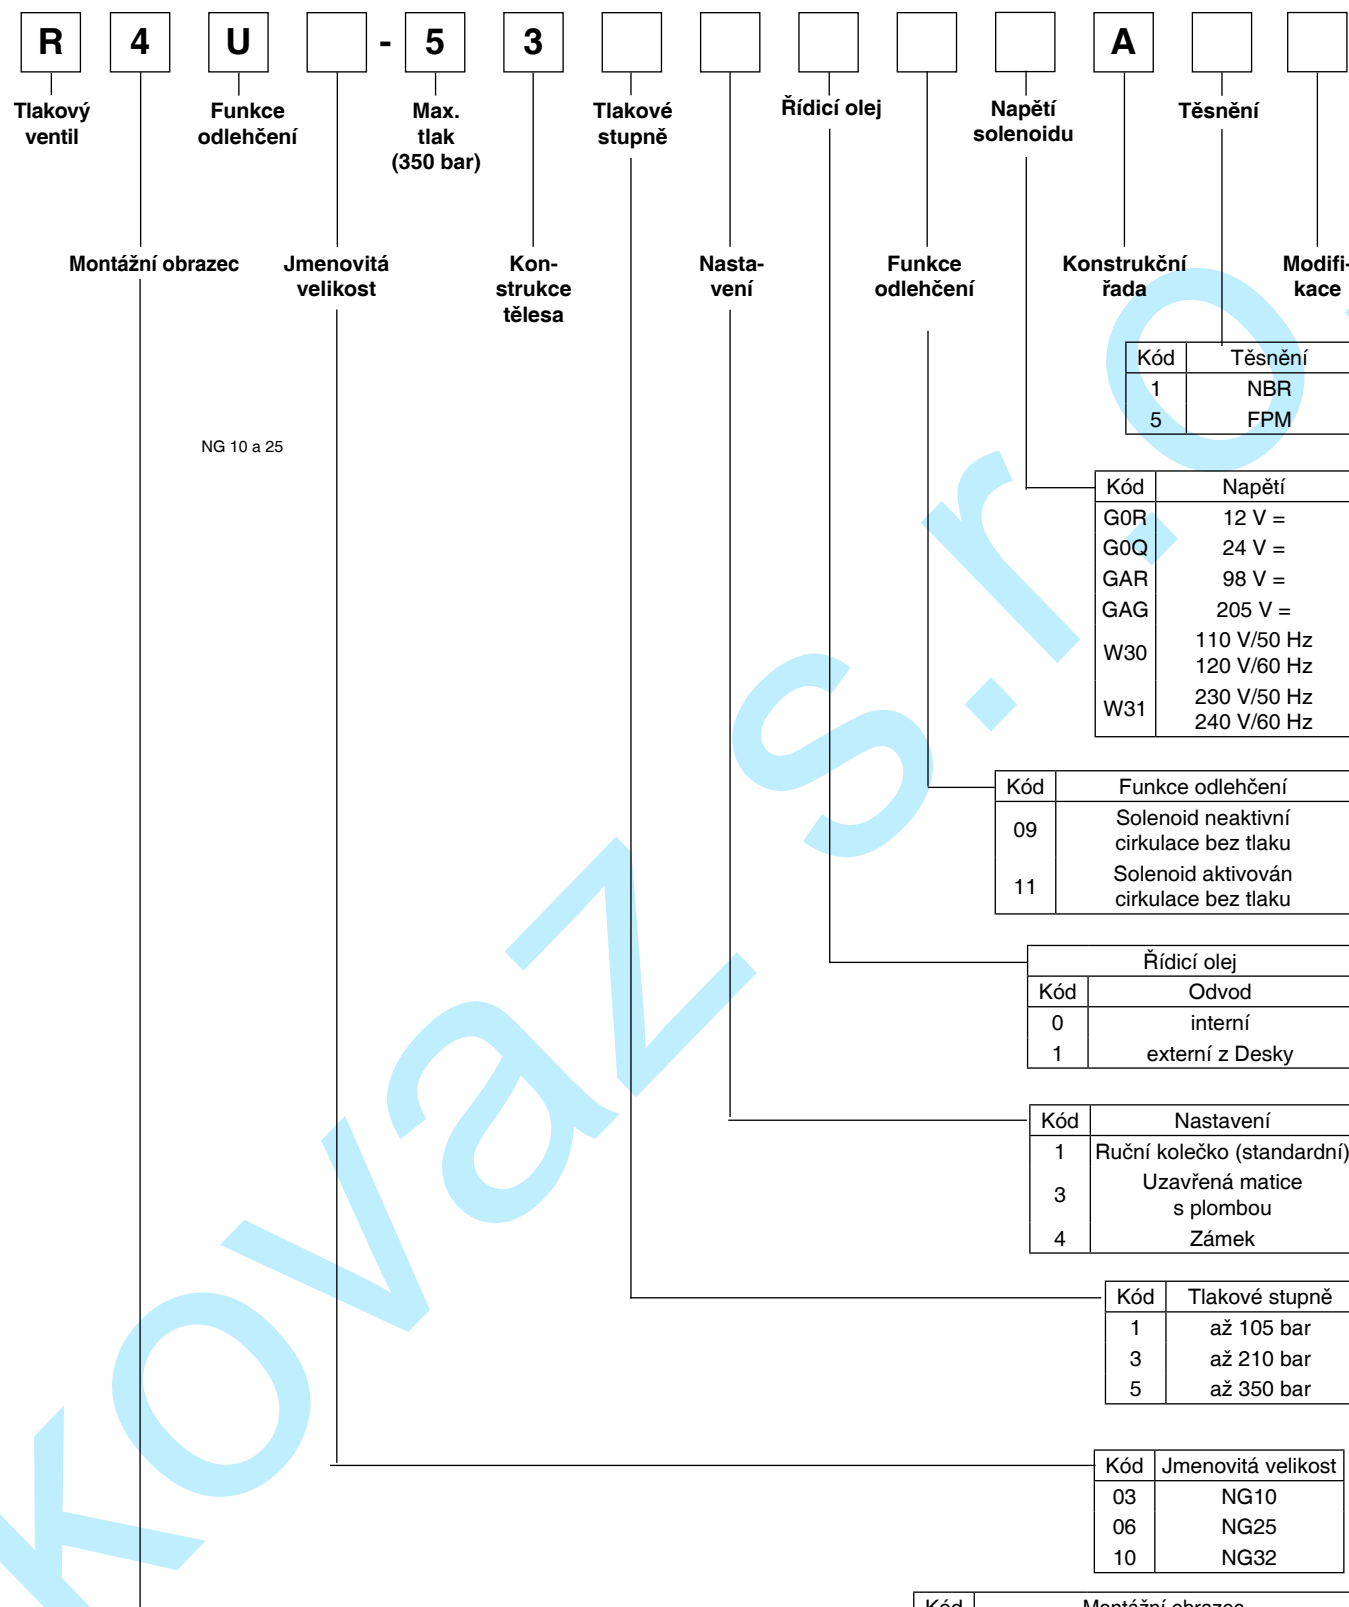 R 4 U - 5 3 A
Tlakový
ventil
Funkce
odlehčení
Max.
tlak
(350 bar)
Tlakové
stupně
Řídicí olej
Napětí
solenoidu
Těsnění
Montážní obrazec
Jmenovitá
velikost
Kon-
strukce
tělesa
Nasta-
vení
Funkce
odlehčení
Konstrukční
řada
Modifi-
kace
Kód Těsnění
1 NBR
5 FPM
NG 10 a 25
Kód Napětí
G0R 12 V =
G0Q 24 V =
GAR 98 V =
GAG 205 V =
W30 110 V/50 Hz
120 V/60 Hz
W31 230 V/50 Hz
240 V/60 Hz
Kód Funkce odlehčení
09 Solenoid neaktivní
cirkulace bez tlaku
11 Solenoid aktivován
cirkulace bez tlaku
Řídicí olej
Kód Odvod
0 interní
1 externí z Desky
Kód Nastavení
1 Ruční kolečko (standardní)
3 Uzavřená matice
s plombou
4 Zámek
Kód Tlakové stupně
1 až 105 bar
3 až 210 bar
5 až 350 bar
Kód Jmenovitá velikost
03 NG10
06 NG25
10 NG32
Kód Montážní obrazec
kovaz s.r.o.